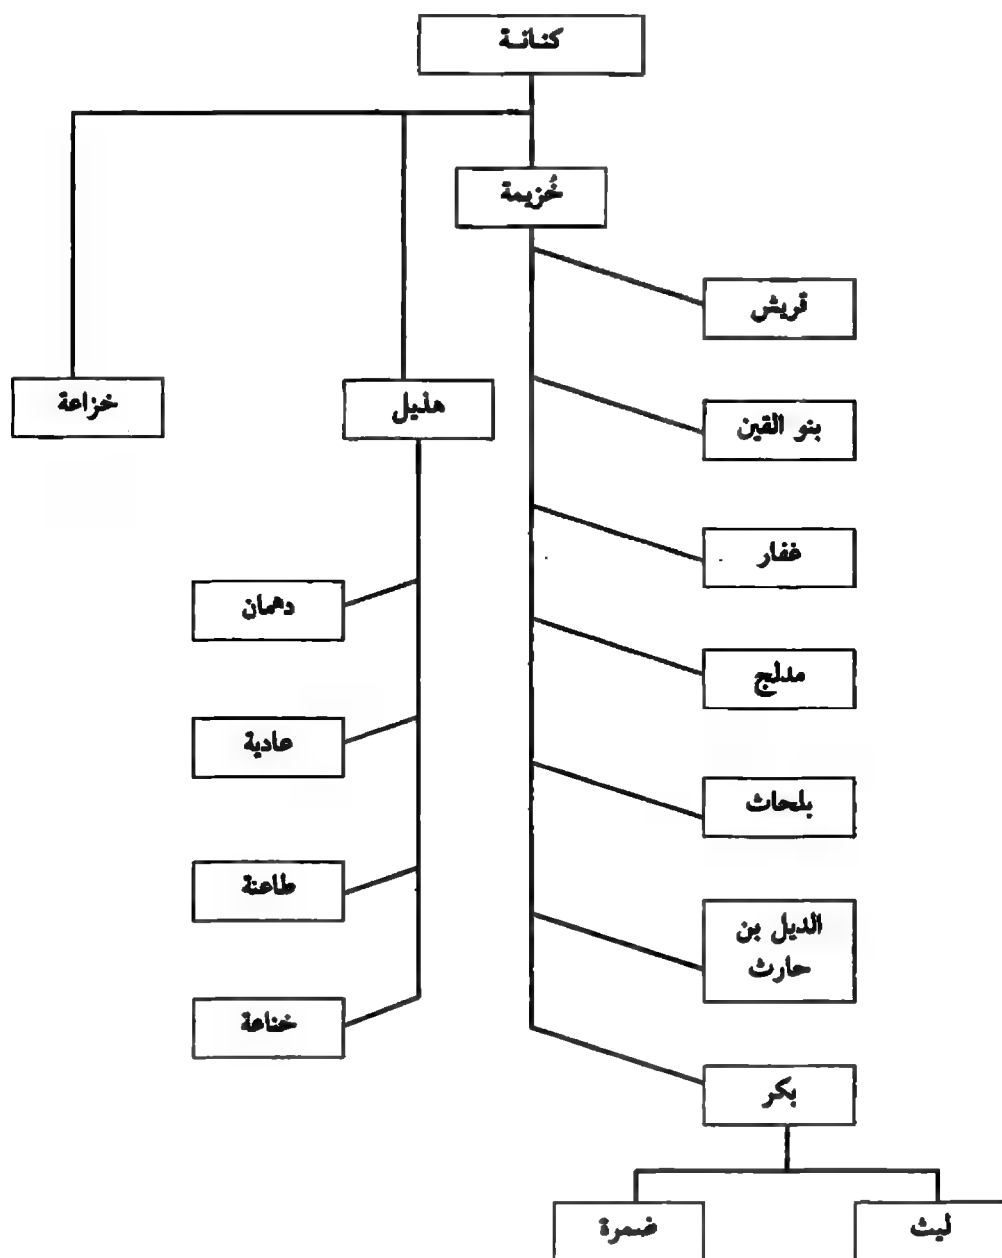 كنانة
خُزيمة
قريش
خزاعة
هذيل
بنو القين
غفار
دهمان
مدلج
عادية
بلحاث
طاعنة
الديل بن
حارث
خناعة
بكر
ضمرة
ليث